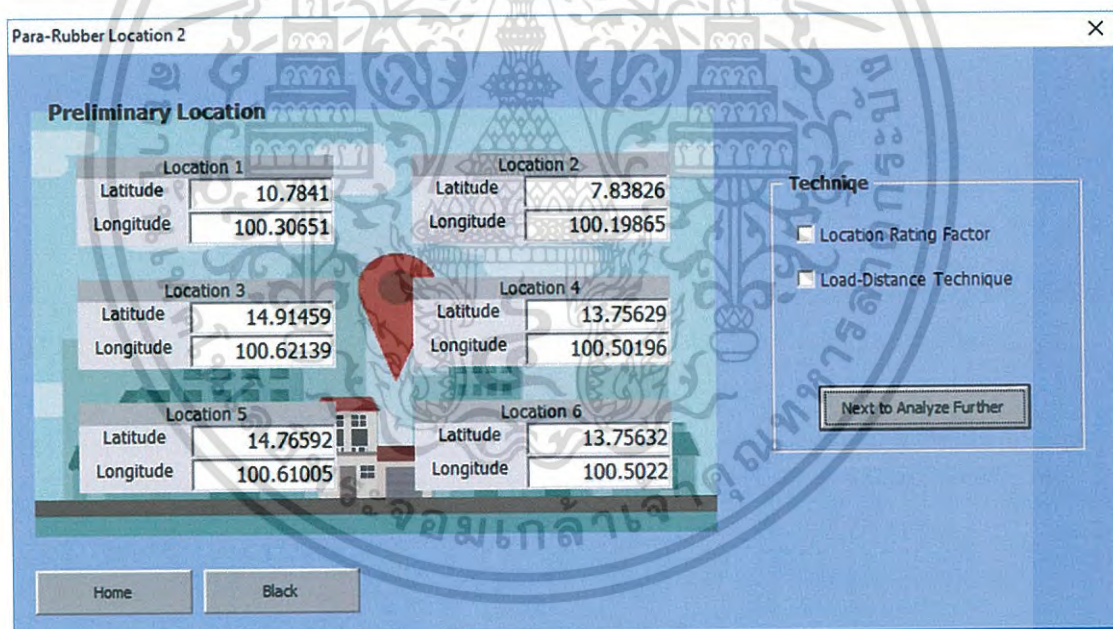 Para-Rubber Location 2
Preliminary Location
Location 1
Latitude 10.7841
Longitude 100.30651
Location 2
Latitude 7.83826
Longitude 100.19865
Location 3
Latitude 14.91459
Longitude 100.62139
Location 4
Latitude 13.75629
Longitude 100.50196
Location 5
Latitude 14.76592
Longitude 100.61005
Location 6
Latitude 13.75632
Longitude 100.5022
Techniqe
Location Rating Factor
Load-Distance Technique
Next to Analyze Further
Home
Black